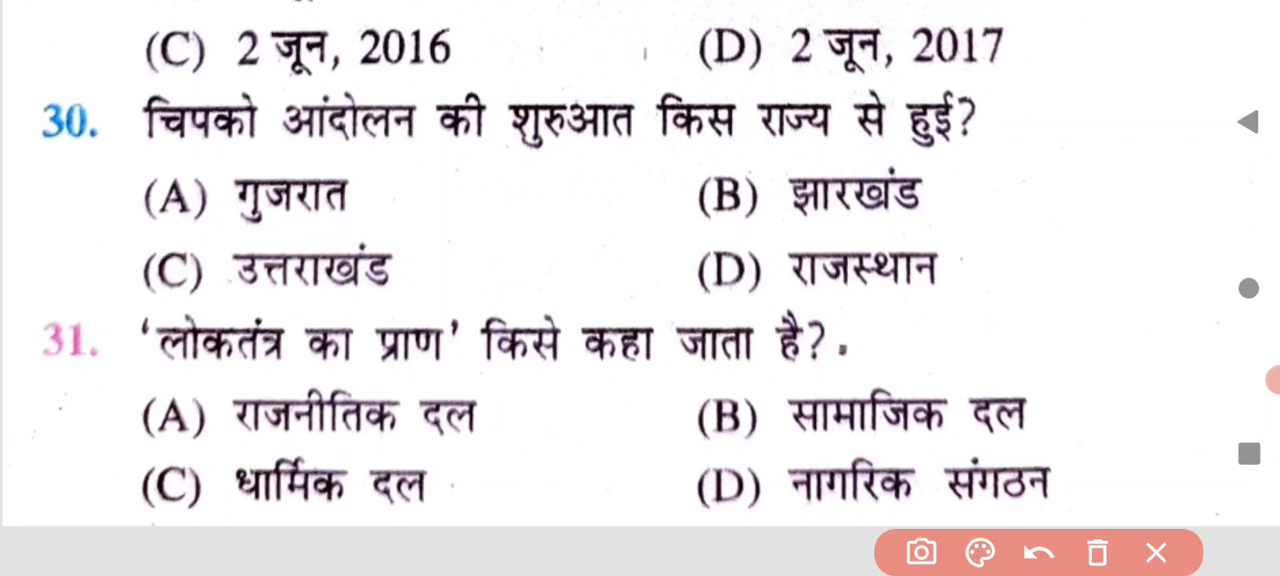 (C) 2 जून, 2016 (D) 2 जून, 2017
30. चिपको आंदोलन की शुरुआत किस राज्य से हुई?
(A) गुजरात (B) झारखंड
(C) उत्तराखंड (D) राजस्थान
31. ‘लोकतंत्र का प्राण’ किसे कहा जाता है?
(A) राजनीतिक दल (B) सामाजिक दल
(C) धार्मिक दल (D) नागरिक संगठन